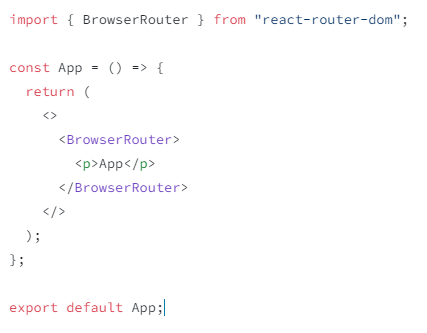 import { BrowserRouter } from "react-router-dom";
const App = () => {
  return (
    <>
      <BrowserRouter>
        <p>App</p>
      </BrowserRouter>
    </>
  );
};
export default App;